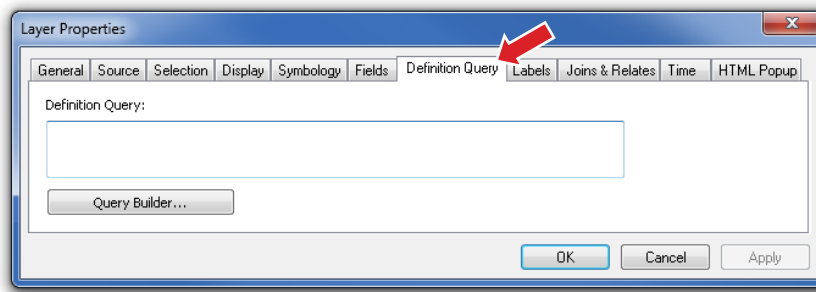 Layer Properties
General Source Selection Display Symbology Fields Definition Query Labels Joins & Relates Time HTML Popup
Definition Query:
Query Builder...
OK Cancel Apply